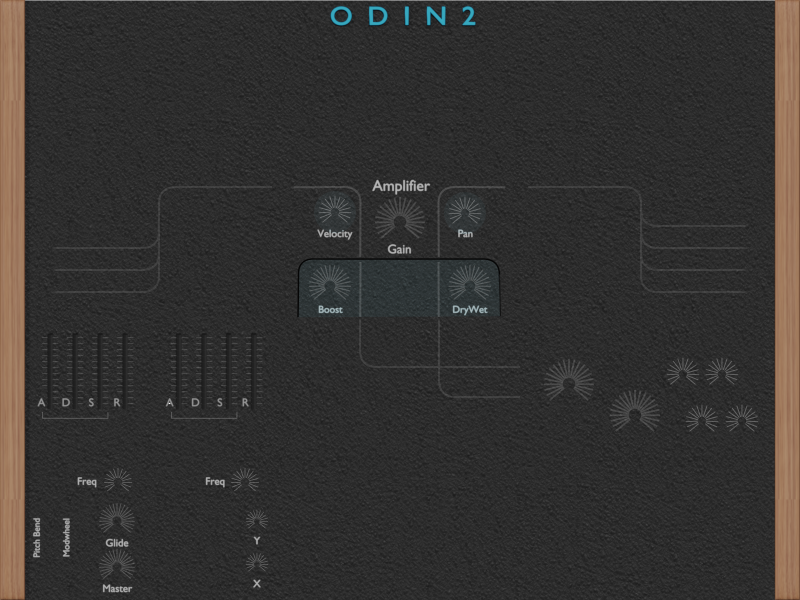 ODIN2
Amplifier
Velocity
Pan
Gain
Boost
DryWet
A D S R
A D S R
Freq
Freq
Pitch Bend
Modwheel
Glide
Y
Master
X